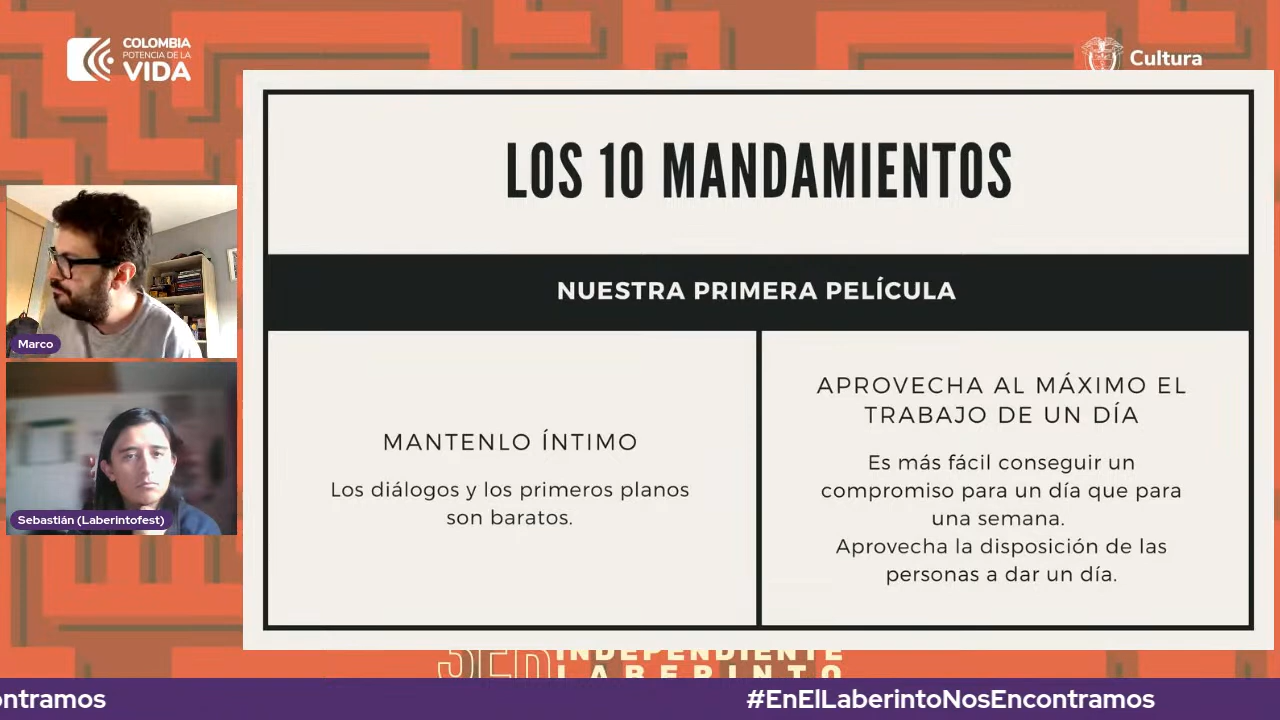 COLOMBIA
POTENCIA DE LA
VIDA
Cultura
LOS 10 MANDAMIENTOS
NUESTRA PRIMERA PELÍCULA
MANTENLO ÍNTIMO
Los diálogos y los primeros planos
son baratos.
APROVECHA AL MÁXIMO EL
TRABAJO DE UN DÍA
Es más fácil conseguir un
compromiso para un día que para
una semana.
Aprovecha la disposición de las
personas a dar un día.
Marco
Sebastián (Laberintofest)
SER INDEPENDIENTE
LABERINTO
ontramos
#EnElLaberintoNosEncontramos